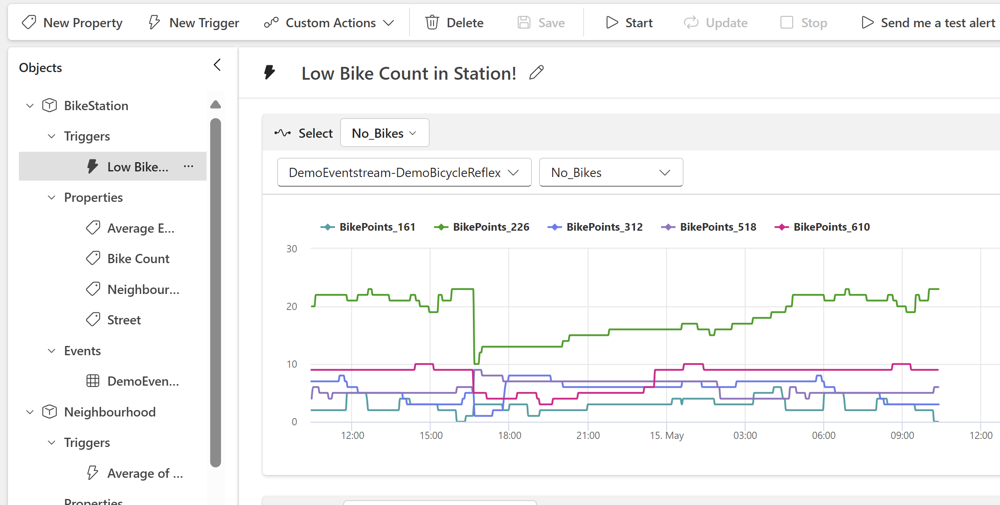 New Property New Trigger Custom Actions Delete Save Start Update Stop Send me a test alert
Objects
BikeStation
Triggers
Low Bike...
Properties
Average E...
Bike Count
Neighbour...
Street
Events
DemoEven...
Neighbourhood
Triggers
Average of ...
Properties
Low Bike Count in Station!
Select No_Bikes
DemoEventstream-DemoBicycleReflex No_Bikes
BikePoints_161 BikePoints_226 BikePoints_312 BikePoints_518 BikePoints_610
30
20
10
0
12:00 15:00 18:00 21:00 15. May 03:00 06:00 09:00 12:00